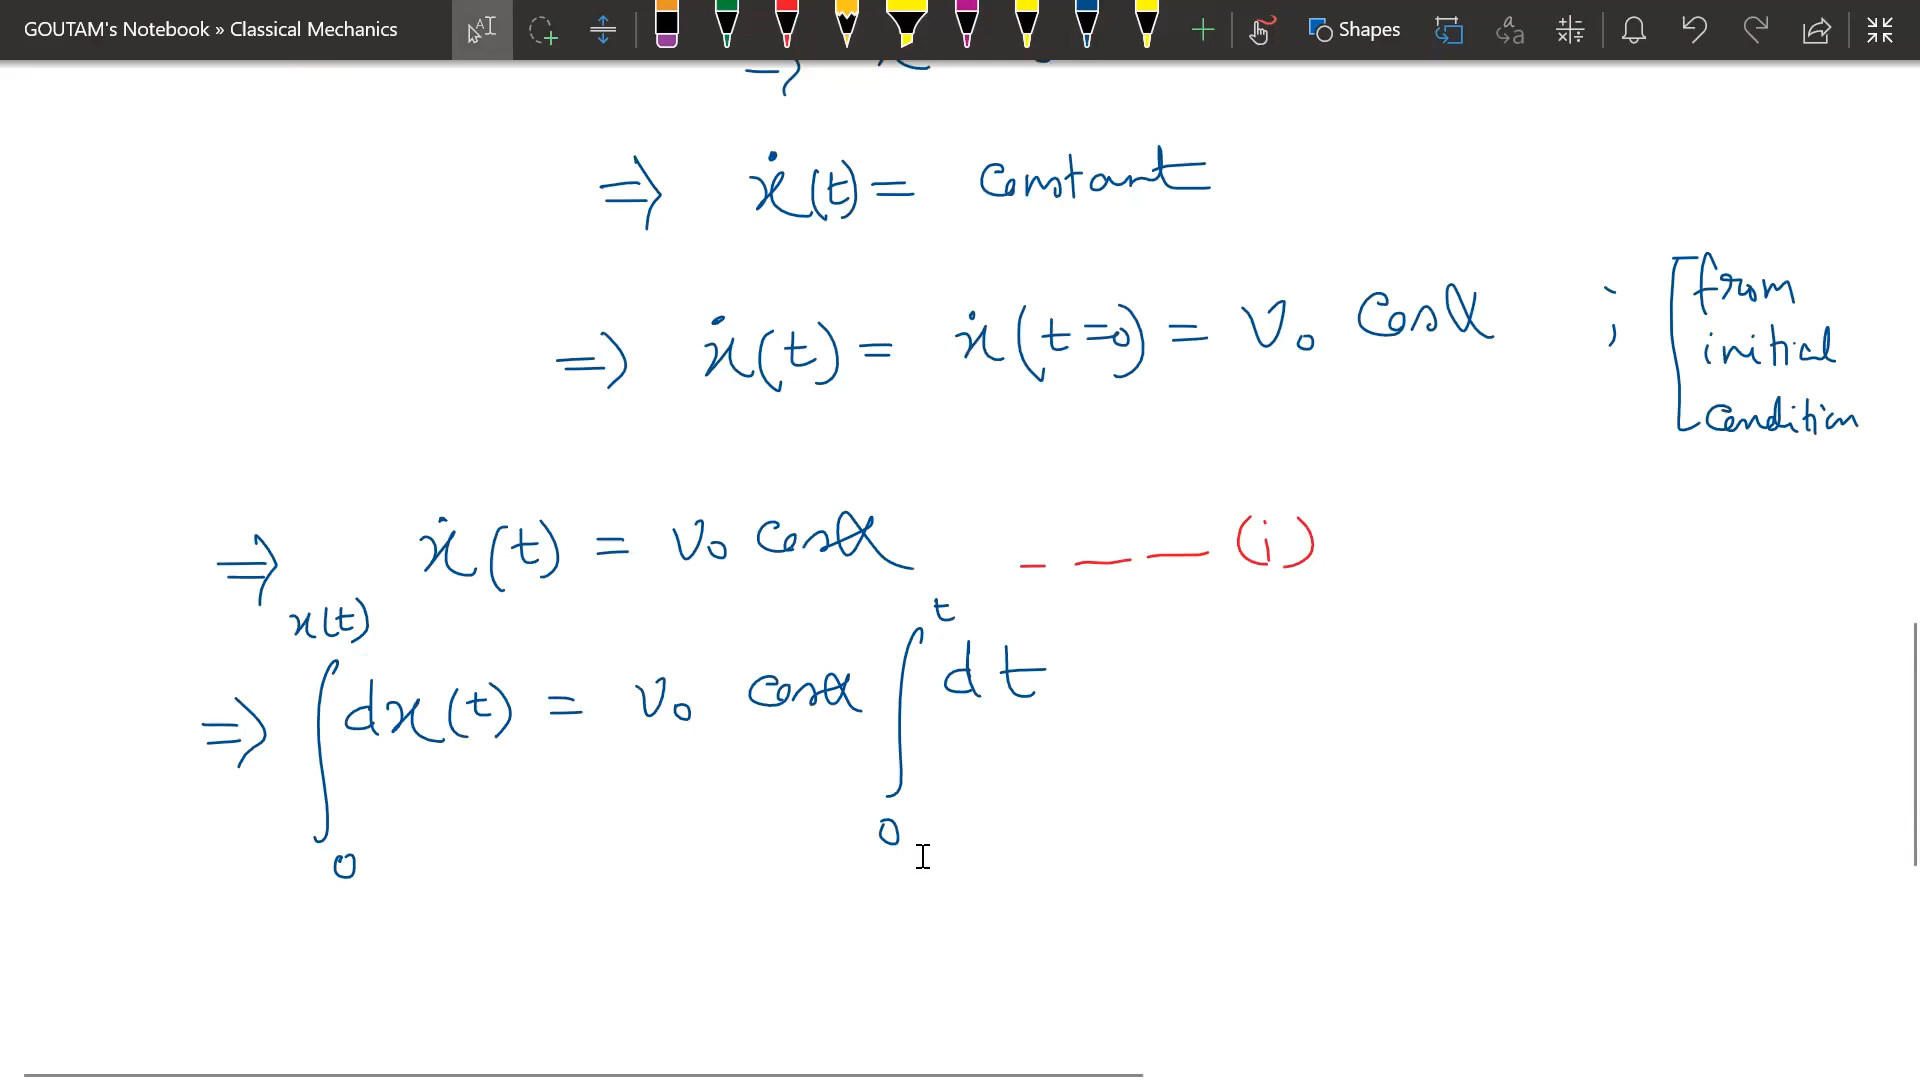 GOUTAM's Notebook » Classical Mechanics
Shapes
⇒ ẋ(t) = constant
⇒ ẋ(t) = ẋ(t=0) = v₀ cosα ; [from initial condition
⇒ ẋ(t) = v₀ cosα _ _ _ (i)
⇒ ∫₀^{x(t)} dx(t) = v₀ cosα ∫₀^{t} dt